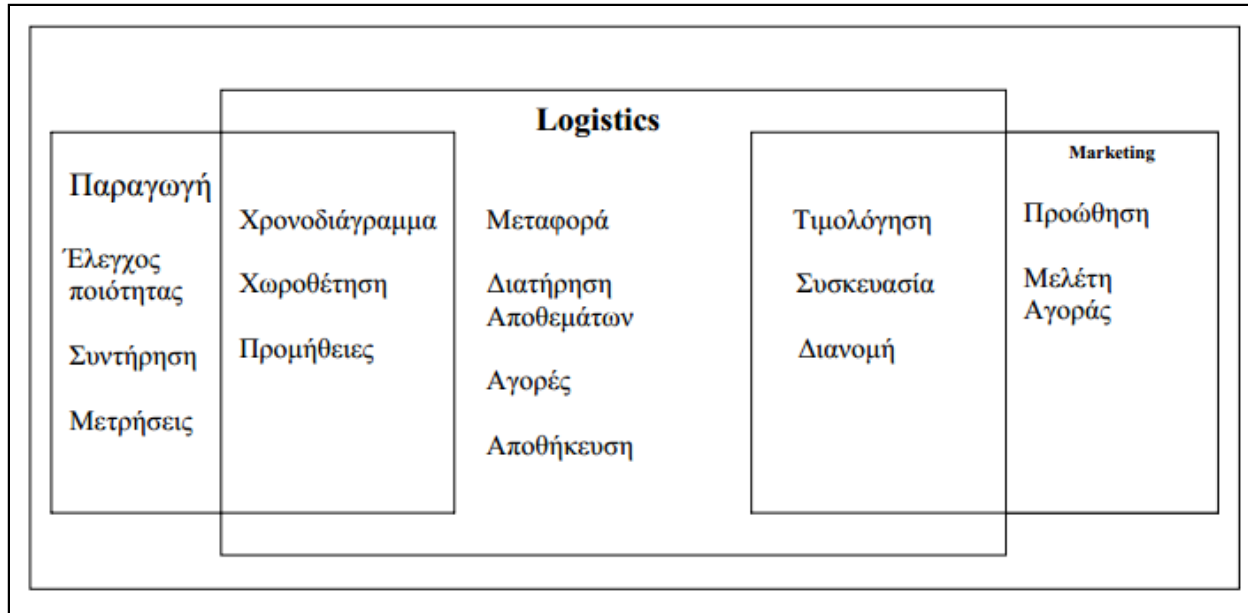 Logistics
Παραγωγή
Έλεγχος
ποιότητας
Συντήρηση
Μετρήσεις
Χρονοδιάγραμμα
Χωροθέτηση
Προμήθειες
Μεταφορά
Διατήρηση
Αποθεμάτων
Αγορές
Αποθήκευση
Τιμολόγηση
Συσκευασία
Διανομή
Marketing
Προώθηση
Μελέτη
Αγοράς